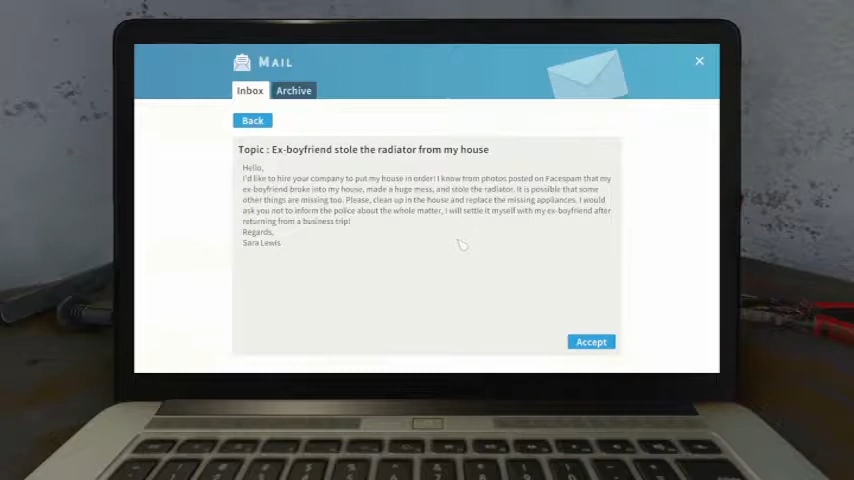 MAIL
Inbox Archive
Back
Topic : Ex-boyfriend stole the radiator from my house
Hello,
I'd like to hire your company to put my house in order! I know from photos posted on Facespam that my
ex-boyfriend broke into my house, made a huge mess, and stole the radiator. It is possible that some
other things are missing too. Please, clean up in the house and replace the missing appliances. I would
ask you not to inform the police about the whole matter, I will settle it myself with my ex-boyfriend after
returning from a business trip!
Regards,
Sara Lewis
Accept